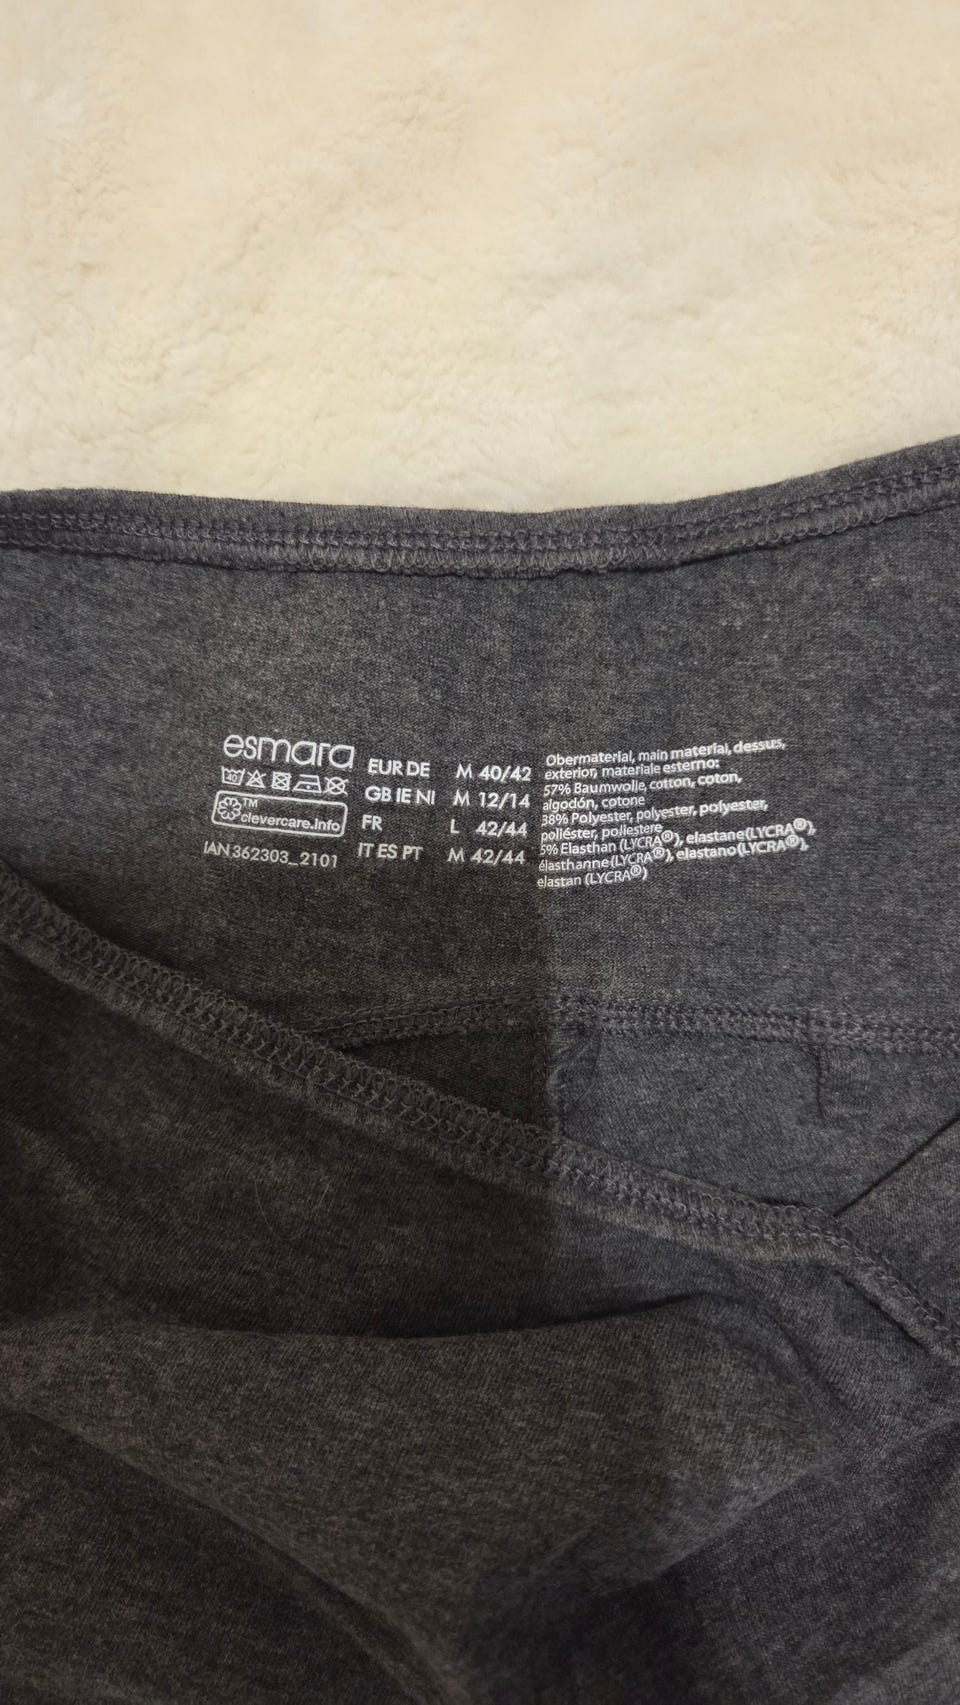 esmara
40
TM
clevercare.info
IAN 362303_2101
EUR DE M 40/42
GB IE NI M 12/14
FR L 42/44
IT ES PT M 42/44
Obermaterial, main material, dessus,
exterior, materiale esterno:
57% Baumwolle, cotton, coton,
algodón, cotone
38% Polyester, polyester, polyester,
poliéster, poliestere
5% Elasthan (LYCRA®), elastane(LYCRA®),
élasthanne(LYCRA®), elastano(LYCRA®),
elastan (LYCRA®)